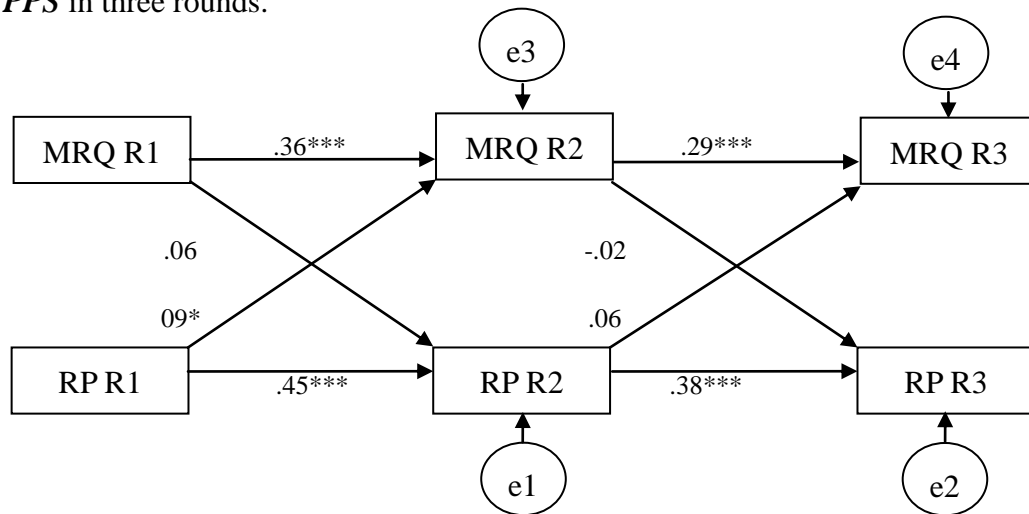 PPS in three rounds.
e3
e4
MRQ R1
.36***
MRQ R2
.29***
MRQ R3
.06
-.02
09*
.06
RP R1
.45***
RP R2
.38***
RP R3
e1
e2